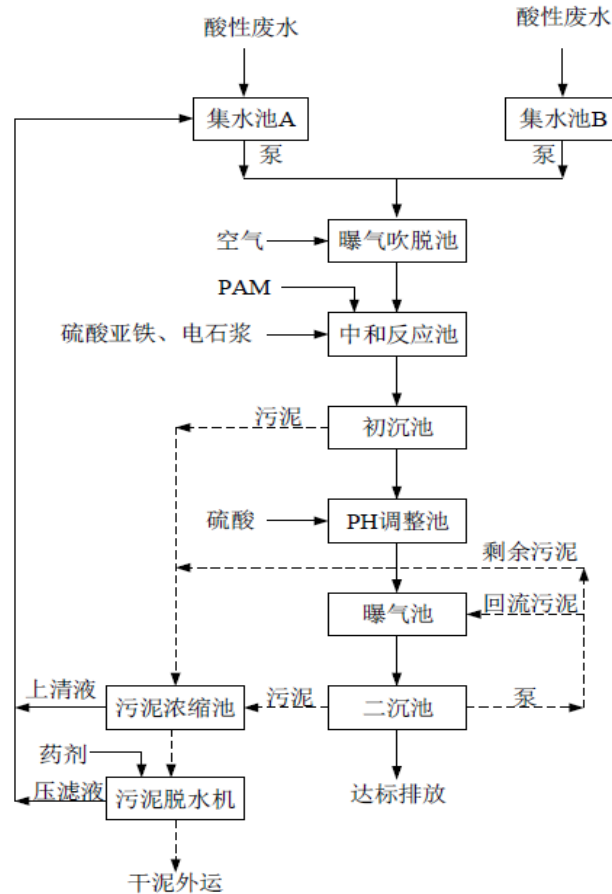 酸性废水
酸性废水
集水池A
集水池B
泵
泵
空气
曝气吹脱池
PAM
硫酸亚铁、电石浆
中和反应池
污泥
初沉池
硫酸
PH调整池
剩余污泥
曝气池
回流污泥
上清液
污泥浓缩池
污泥
二沉池
泵
药剂
压滤液
污泥脱水机
达标排放
干泥外运